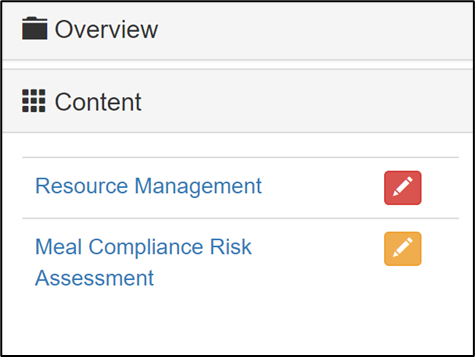 Overview
Content
Resource Management
Meal Compliance Risk
Assessment